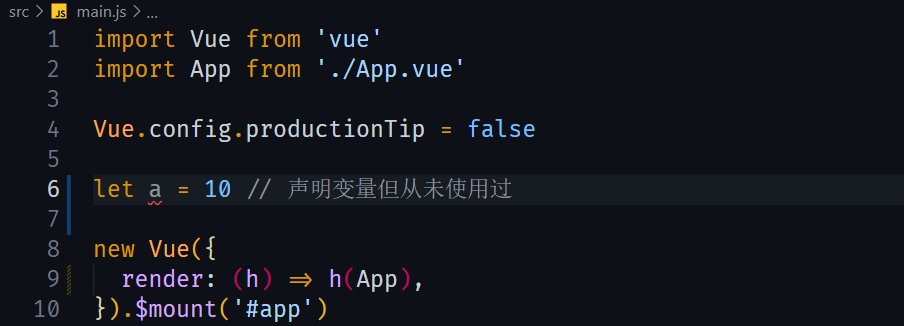 src > JS main.js > ...
1 import Vue from 'vue'
2 import App from './App.vue'
3
4 Vue.config.productionTip = false
5
6 let a = 10 // 声明变量但从未使用过
7
8 new Vue({
9   render: (h) => h(App),
10 }).$mount('#app')